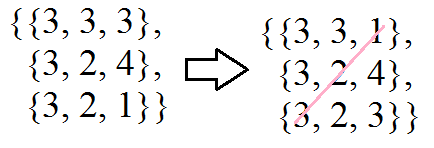 {{3, 3, 3},
{3, 2, 4},
{3, 2, 1}}
{{3, 3, 1},
{3, 2, 4},
{3, 2, 3}}